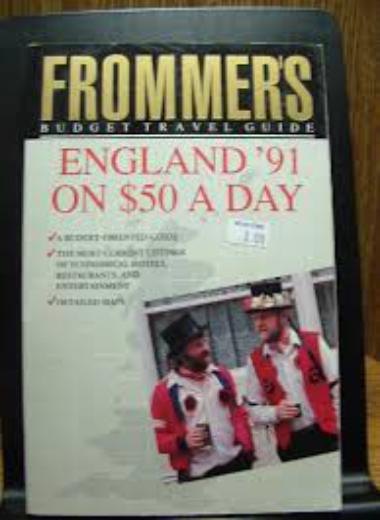 FROMMER'S
BUDGET TRAVEL GUIDE
ENGLAND '91
ON $50 A DAY
A BUDGET-ORIENTED GUIDE
THE MOST CURRENT LISTINGS
OF ECONOMICAL HOTELS,
RESTAURANTS, AND
ENTERTAINMENT
DETAILED MAPS